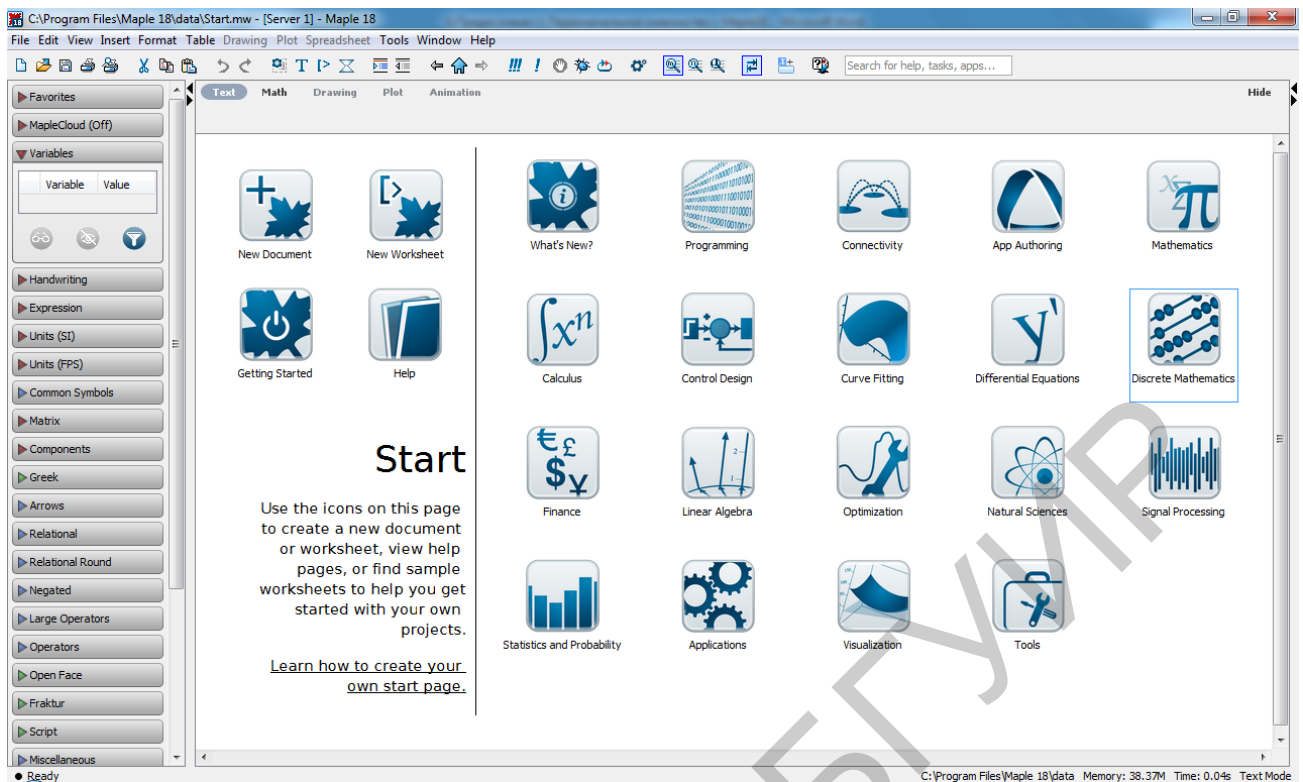 C:\Program Files\Maple 18\data\Start.mw - [Server 1] - Maple 18
File Edit View Insert Format Table Drawing Plot Spreadsheet Tools Window Help
Search for help, tasks, apps...
Favorites
MapleCloud (Off)
Variables
Variable Value
Handwriting
Expression
Units (SI)
Units (FPS)
Common Symbols
Matrix
Components
Greek
Arrows
Relational
Relational Round
Negated
Large Operators
Operators
Open Face
Fraktur
Script
Miscellaneous
Text Math Drawing Plot Animation Hide
New Document New Worksheet
Getting Started Help
Start
Use the icons on this page
to create a new document
or worksheet, view help
pages, or find sample
worksheets to help you get
started with your own
projects.
Learn how to create your
own start page.
What's New? Programming Connectivity App Authoring Mathematics
Calculus Control Design Curve Fitting Differential Equations Discrete Mathematics
Finance Linear Algebra Optimization Natural Sciences Signal Processing
Statistics and Probability Applications Visualization Tools
БГУИР
Ready
C:\Program Files\Maple 18\data Memory: 38.37M Time: 0.04s Text Mode